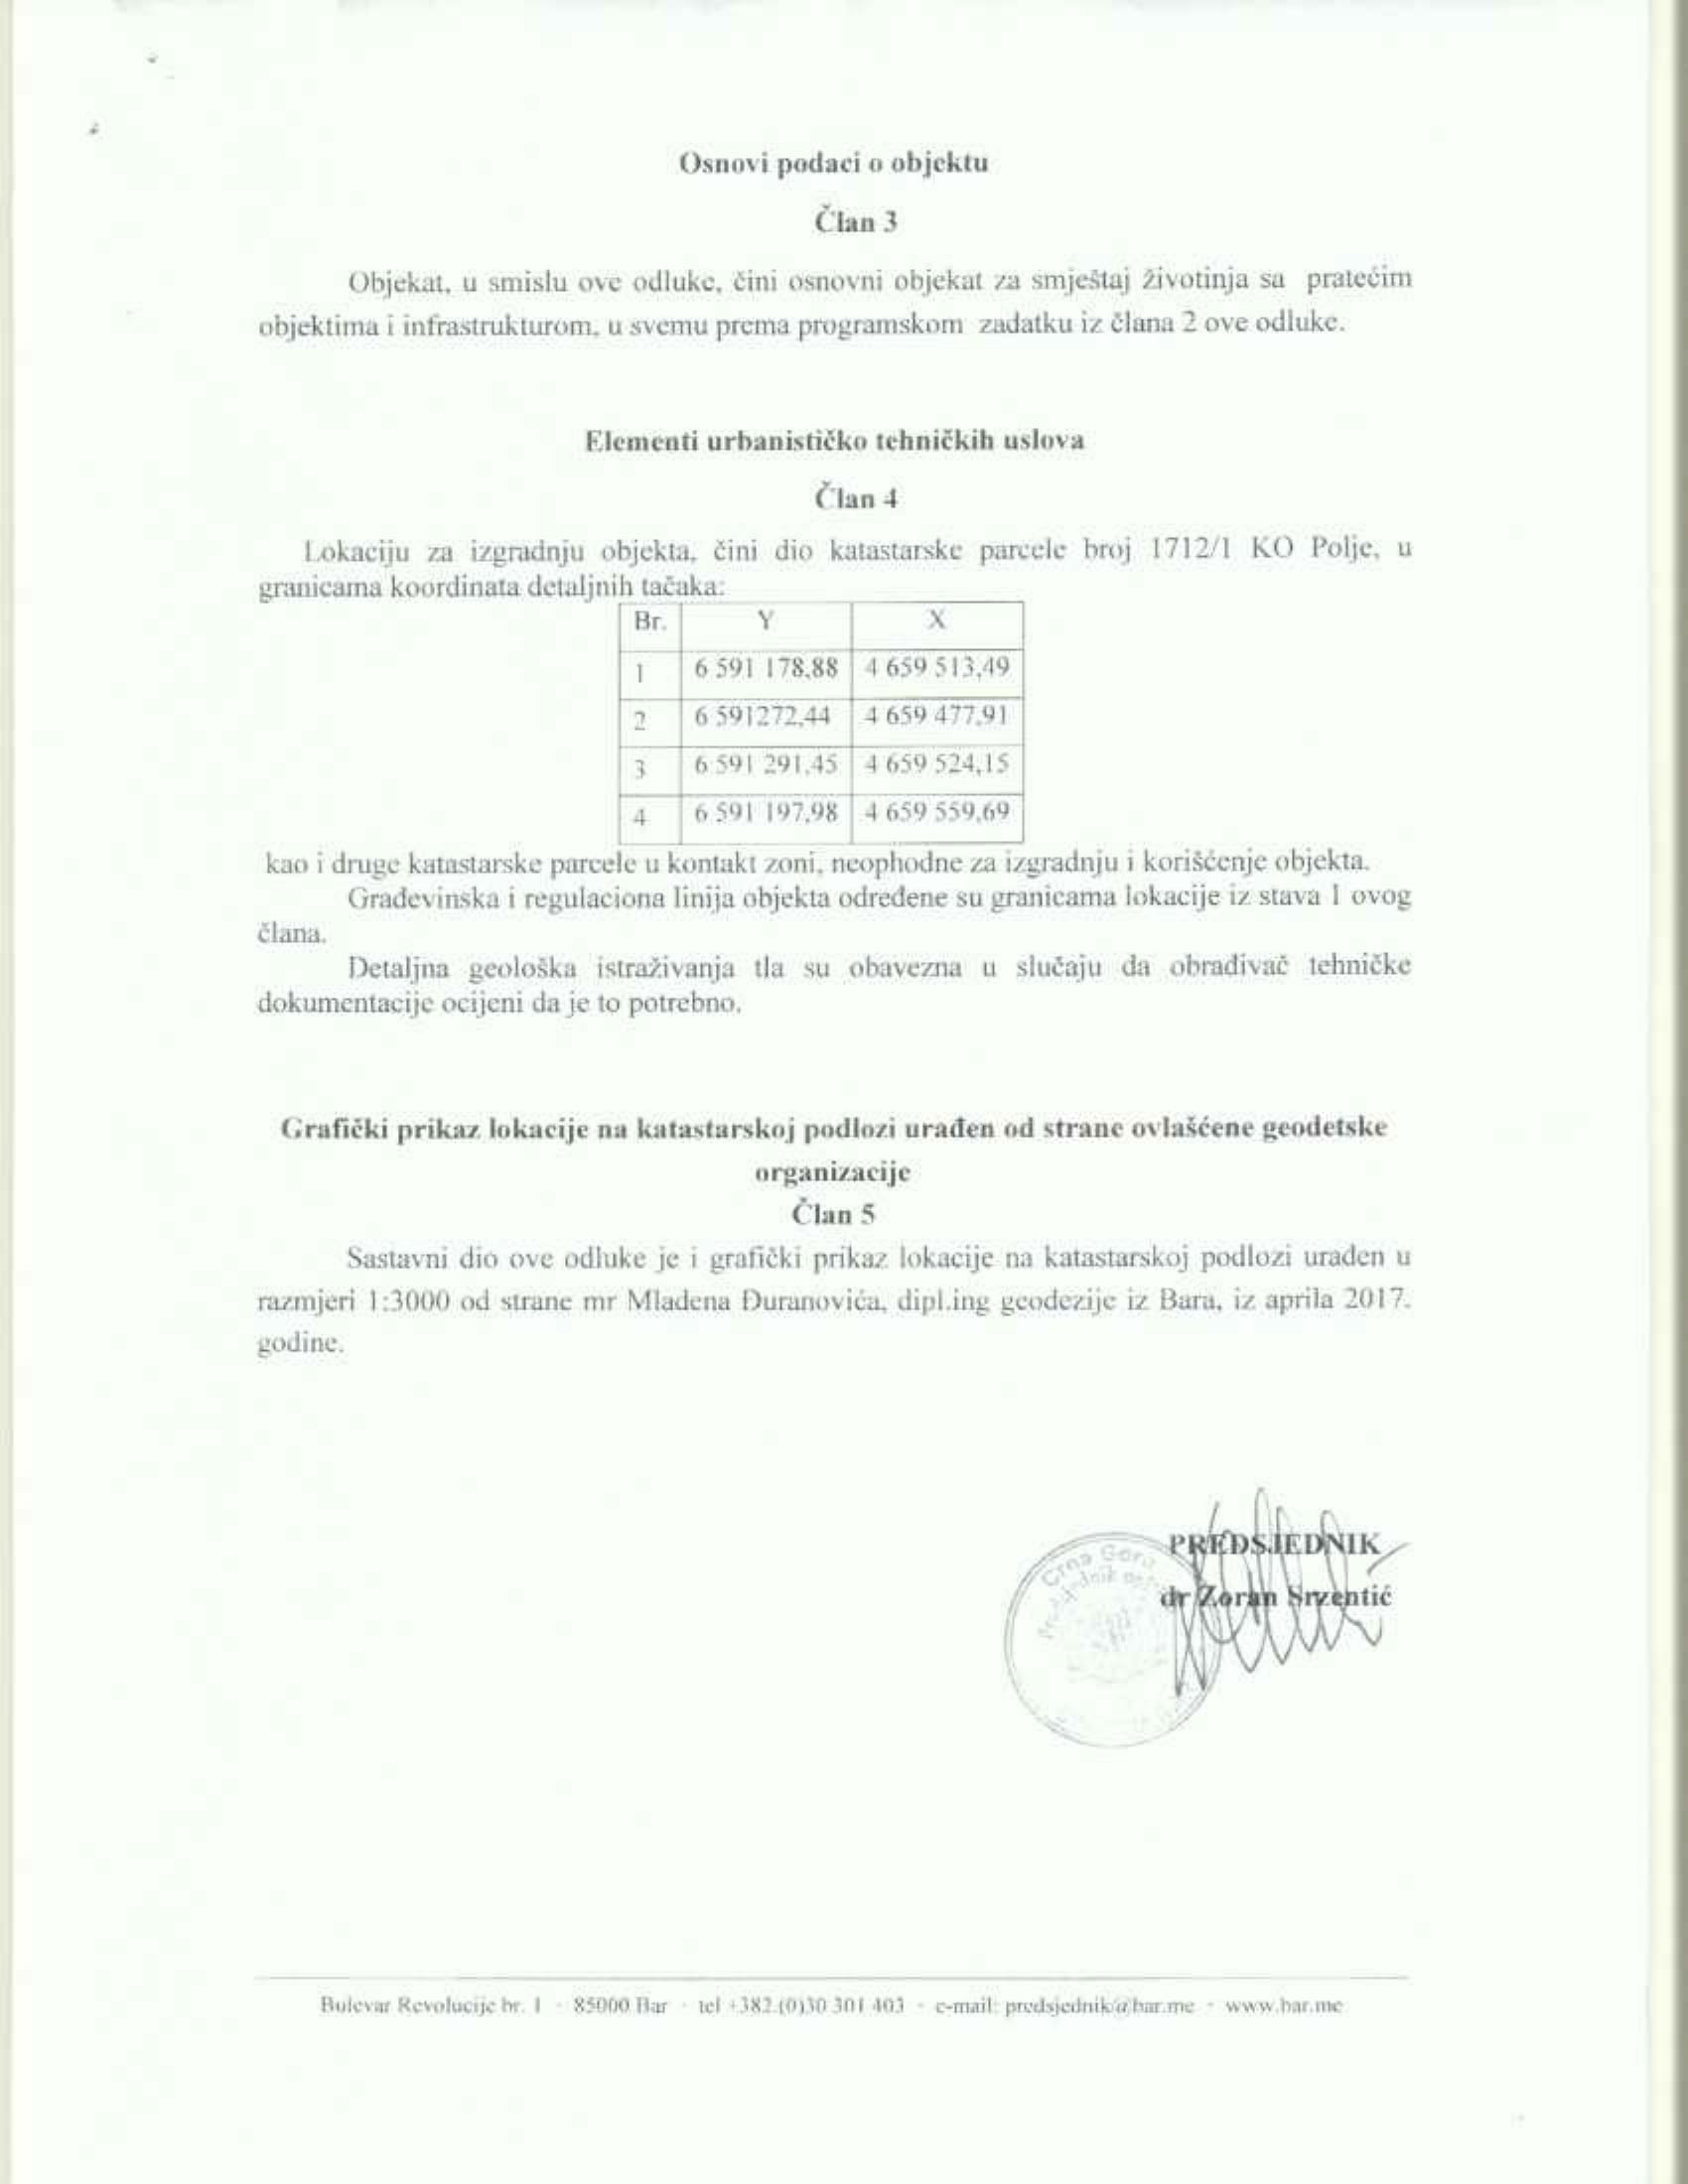 Osnovi podaci o objektu
Član 3
Objekat, u smislu ove odluke, čini osnovni objekat za smještaj životinja sa pratećim
objektima i infrastrukturom, u svemu prema programskom zadatku iz člana 2 ove odluke.
Elementi urbanističko tehničkih uslova
Član 4
Lokaciju za izgradnju objekta, čini dio katastarske parcele broj 1712/1 KO Polje, u
granicama koordinata detaljnih tačaka:
Br. Y X
1 6 591 178,88 4 659 513,49
2 6 591272,44 4 659 477,91
3 6 591 291,45 4 659 524,15
4 6 591 197,98 4 659 559,69
kao i druge katastarske parcele u kontakt zoni, neophodne za izgradnju i korišćenje objekta.
Građevinska i regulaciona linija objekta određene su granicama lokacije iz stava 1 ovog
člana.
Detaljna geološka istraživanja tla su obavezna u slučaju da obrađivač tehničke
dokumentacije ocijeni da je to potrebno.
Grafički prikaz lokacije na katastarskoj podlozi urađen od strane ovlašćene geodetske
organizacije
Član 5
Sastavni dio ove odluke je i grafički prikaz lokacije na katastarskoj podlozi urađen u
razmjeri 1:3000 od strane mr Mladena Đuranovića, dipl.ing geodezije iz Bara, iz aprila 2017.
godine.
PREDSJEDNIK
dr Zoran Srzentić
Crna Gora
Bulevar Revolucije br. 1 - 85000 Bar - tel +382 (0)30 301 403 - e-mail: predsjednik@bar.me - www.bar.me